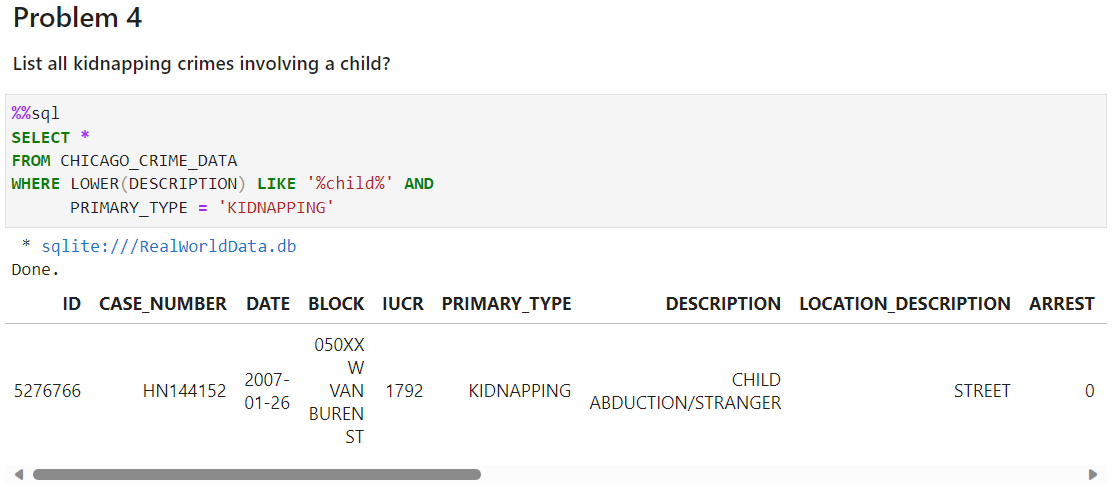 Problem 4
List all kidnapping crimes involving a child?
%%sql
SELECT *
FROM CHICAGO_CRIME_DATA
WHERE LOWER(DESCRIPTION) LIKE '%child%' AND
PRIMARY_TYPE = 'KIDNAPPING'
* sqlite:///RealWorldData.db
Done.
ID CASE_NUMBER DATE BLOCK IUCR PRIMARY_TYPE DESCRIPTION LOCATION_DESCRIPTION ARREST
5276766 HN144152 2007-
01-26 050XX
W
VAN
BUREN
ST 1792 KIDNAPPING CHILD
ABDUCTION/STRANGER STREET 0